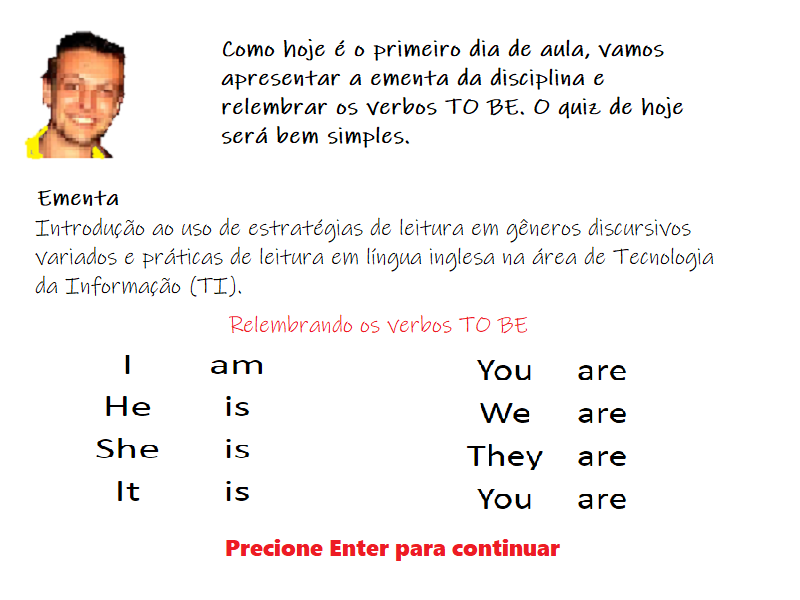 Como hoje é o primeiro dia de aula, vamos
apresentar a ementa da disciplina e
relembrar os verbos TO BE. O quiz de hoje
será bem simples.
Ementa
Introdução ao uso de estratégias de leitura em gêneros discursivos
variados e práticas de leitura em língua inglesa na área de Tecnologia
da Informação (TI).
Relembrando os verbos TO BE
I am
He is
She is
It is
You are
We are
They are
You are
Precione Enter para continuar